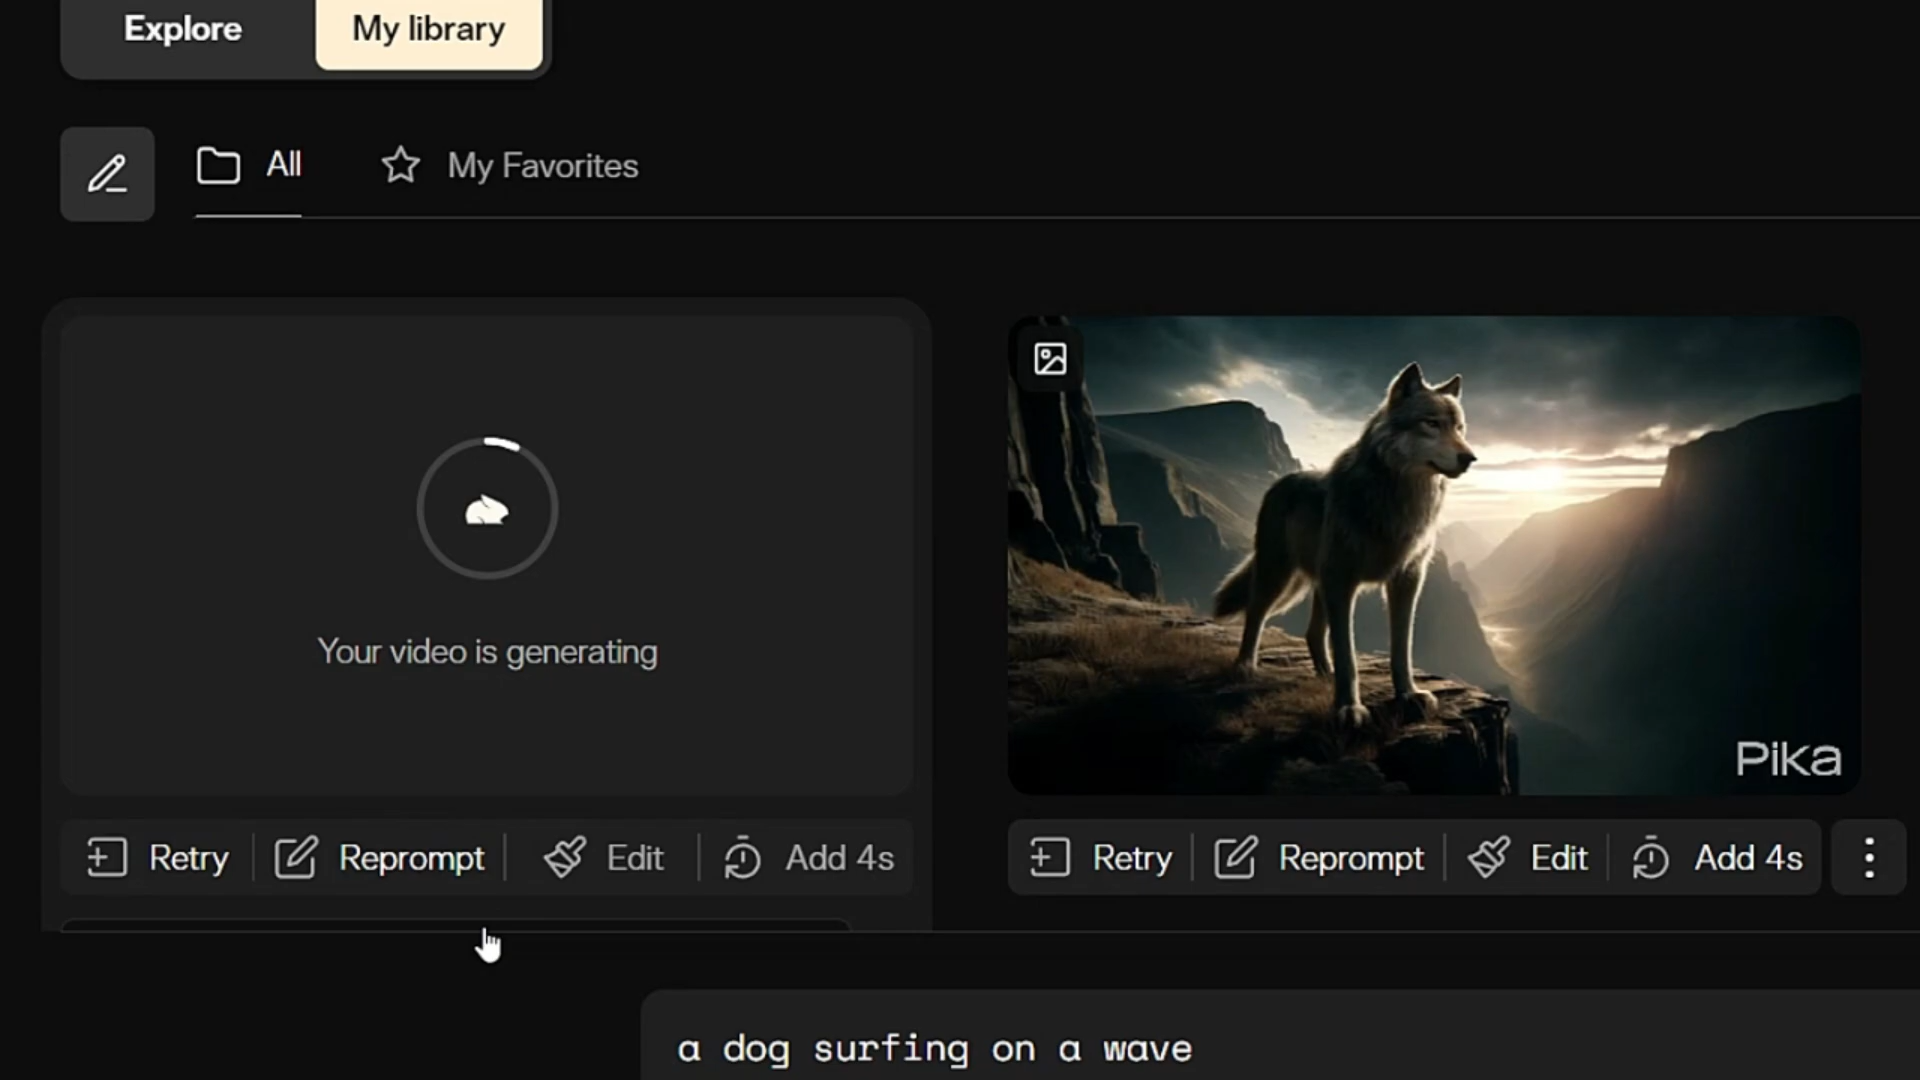 Explore My library
All My Favorites
Your video is generating
Pika
Retry Reprompt Edit Add 4s
Retry Reprompt Edit Add 4s
a dog surfing on a wave